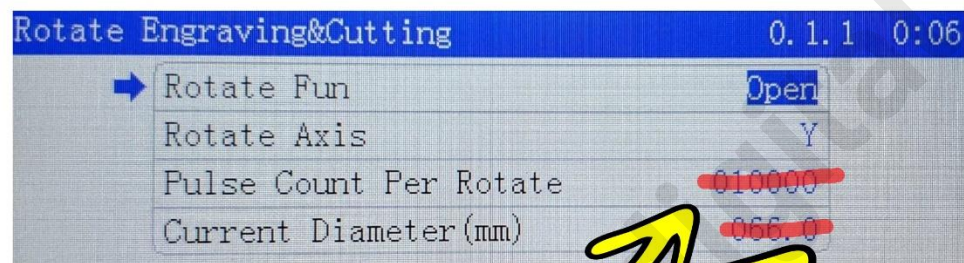 Rotate Engraving&Cutting 0.1.1 0:06
Rotate Fun Open
Rotate Axis Y
Pulse Count Per Rotate 010000
Current Diameter(mm) 066.0